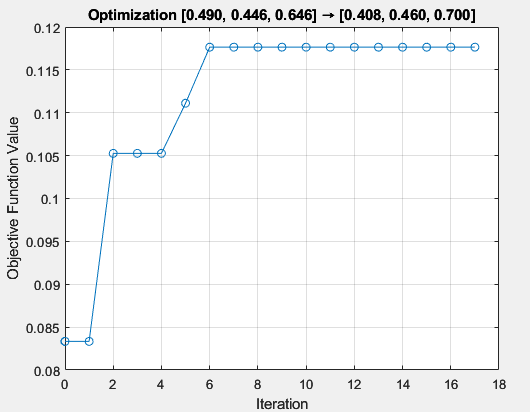 Optimization [0.490, 0.446, 0.646] → [0.408, 0.460, 0.700]
0.12
0.115
0.11
0.105
0.1
0.095
0.09
0.085
0.08
Objective Function Value
0 2 4 6 8 10 12 14 16 18
Iteration